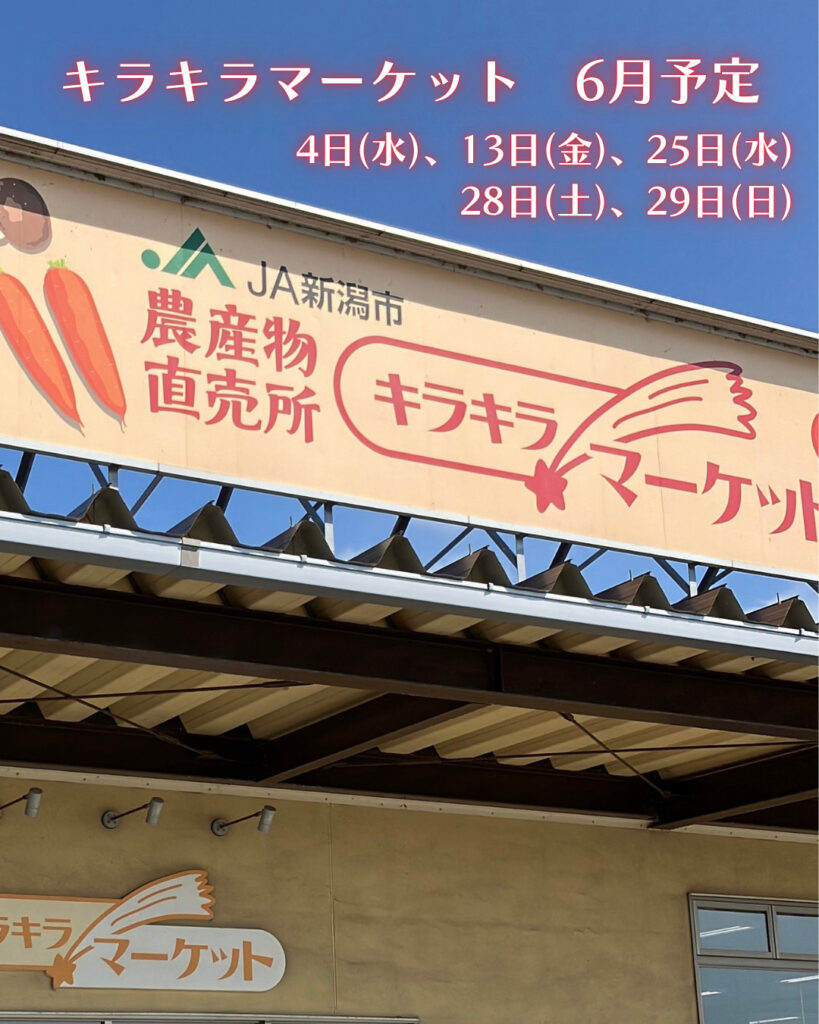 キラキラマーケット　6月予定
4日(水)、13日(金)、25日(水)
28日(土)、29日(日)
JA新潟市
農産物
直売所
キラキラ
マーケット
ラキラ
マーケット